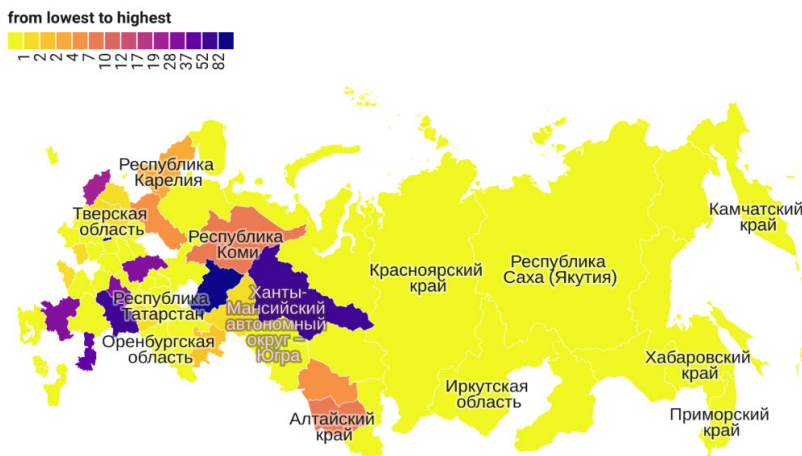 from lowest to highest
1
2
2
4
7
10
12
17
19
28
37
52
82
Республика
Карелия
Тверская
область
Республика
Коми
Камчатский
край
Красноярский
край
Республика
Саха (Якутия)
Ханты-
Мансийский
автономный
округ –
Югра
Республика
Татарстан
Оренбургская
область
Хабаровский
край
Иркутская
область
Алтайский
край
Приморский
край